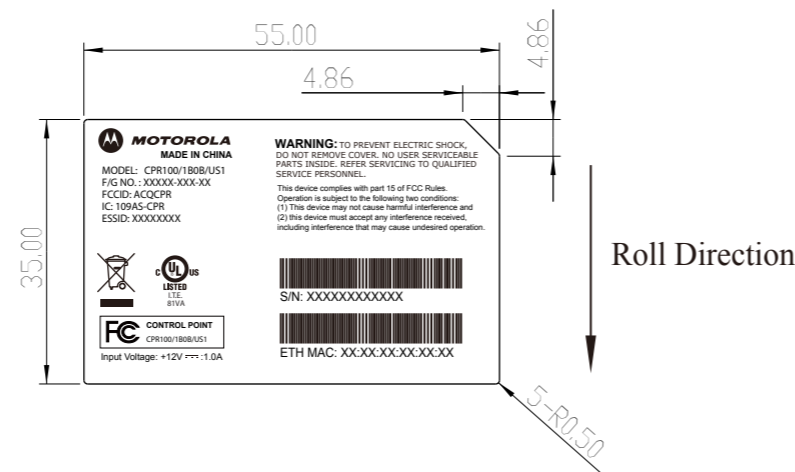 55.00
4.86
4.86
35.00
MOTOROLA
MADE IN CHINA
MODEL: CPR100/1B0B/US1
F/G NO. : XXXXX-XXX-XX
FCCID: ACQCPR
IC: 109AS-CPR
ESSID: XXXXXXXX
C UL US
LISTED
I.T.E.
81VA
FC CONTROL POINT
CPR100/1B0B/US1
Input Voltage: +12V :1.0A
WARNING: TO PREVENT ELECTRIC SHOCK,
DO NOT REMOVE COVER. NO USER SERVICEABLE
PARTS INSIDE. REFER SERVICING TO QUALIFIED
SERVICE PERSONNEL.
This device complies with part 15 of FCC Rules.
Operation is subject to the following two conditions:
(1) This device may not cause harmful interference and
(2) this device must accept any interference received,
including interference that may cause undesired operation.
S/N: XXXXXXXXXXXX
ETH MAC: XX:XX:XX:XX:XX:XX
Roll Direction
5-R0.50